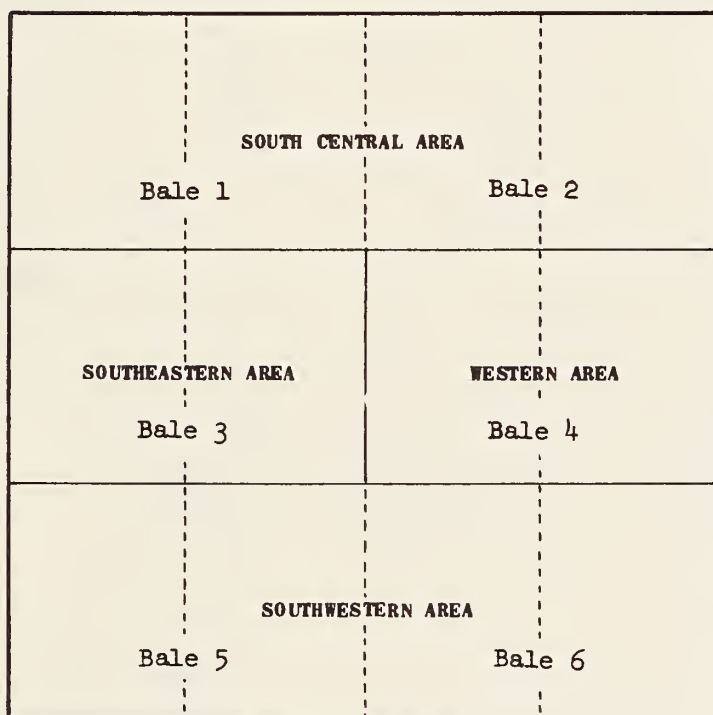 SOUTH CENTRAL AREA
Bale 1 Bale 2
SOUTHEASTERN AREA WESTERN AREA
Bale 3 Bale 4
SOUTHWESTERN AREA
Bale 5 Bale 6